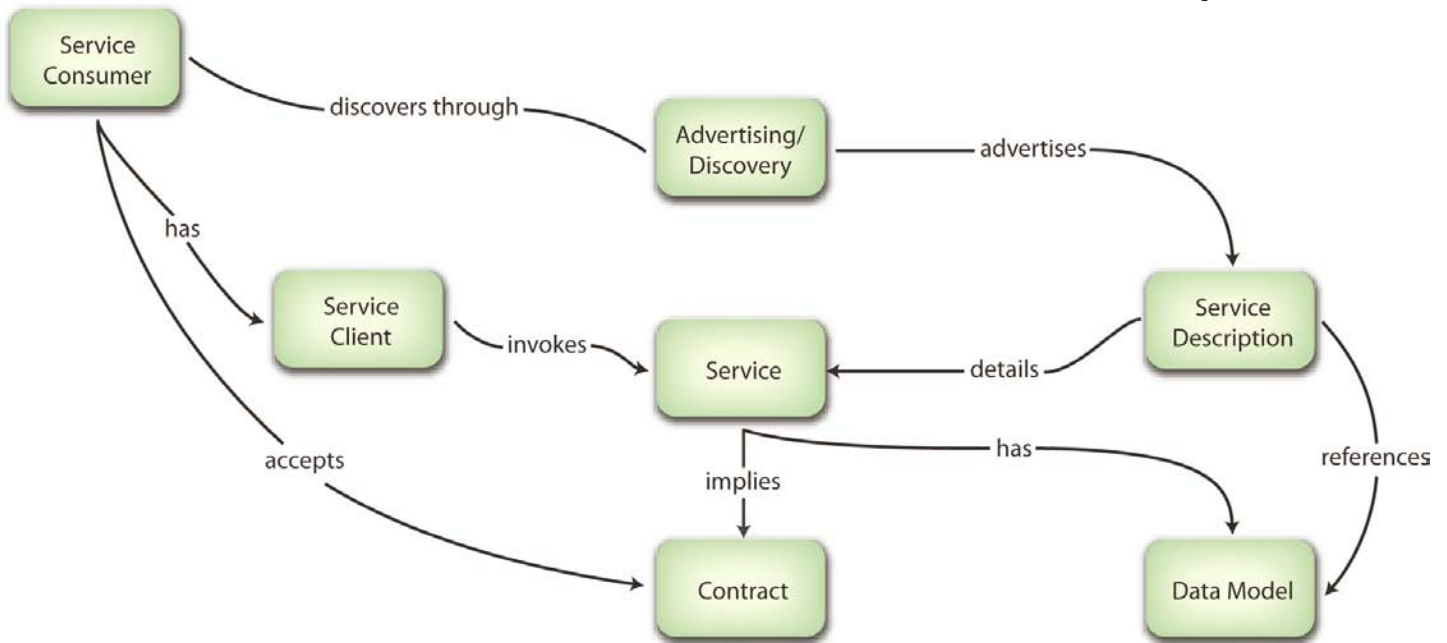 Service
Consumer
discovers through
Advertising/
Discovery
advertises
has
Service
Client
invokes
Service
details
Service
Description
accepts
implies
has
references
Contract
Data Model